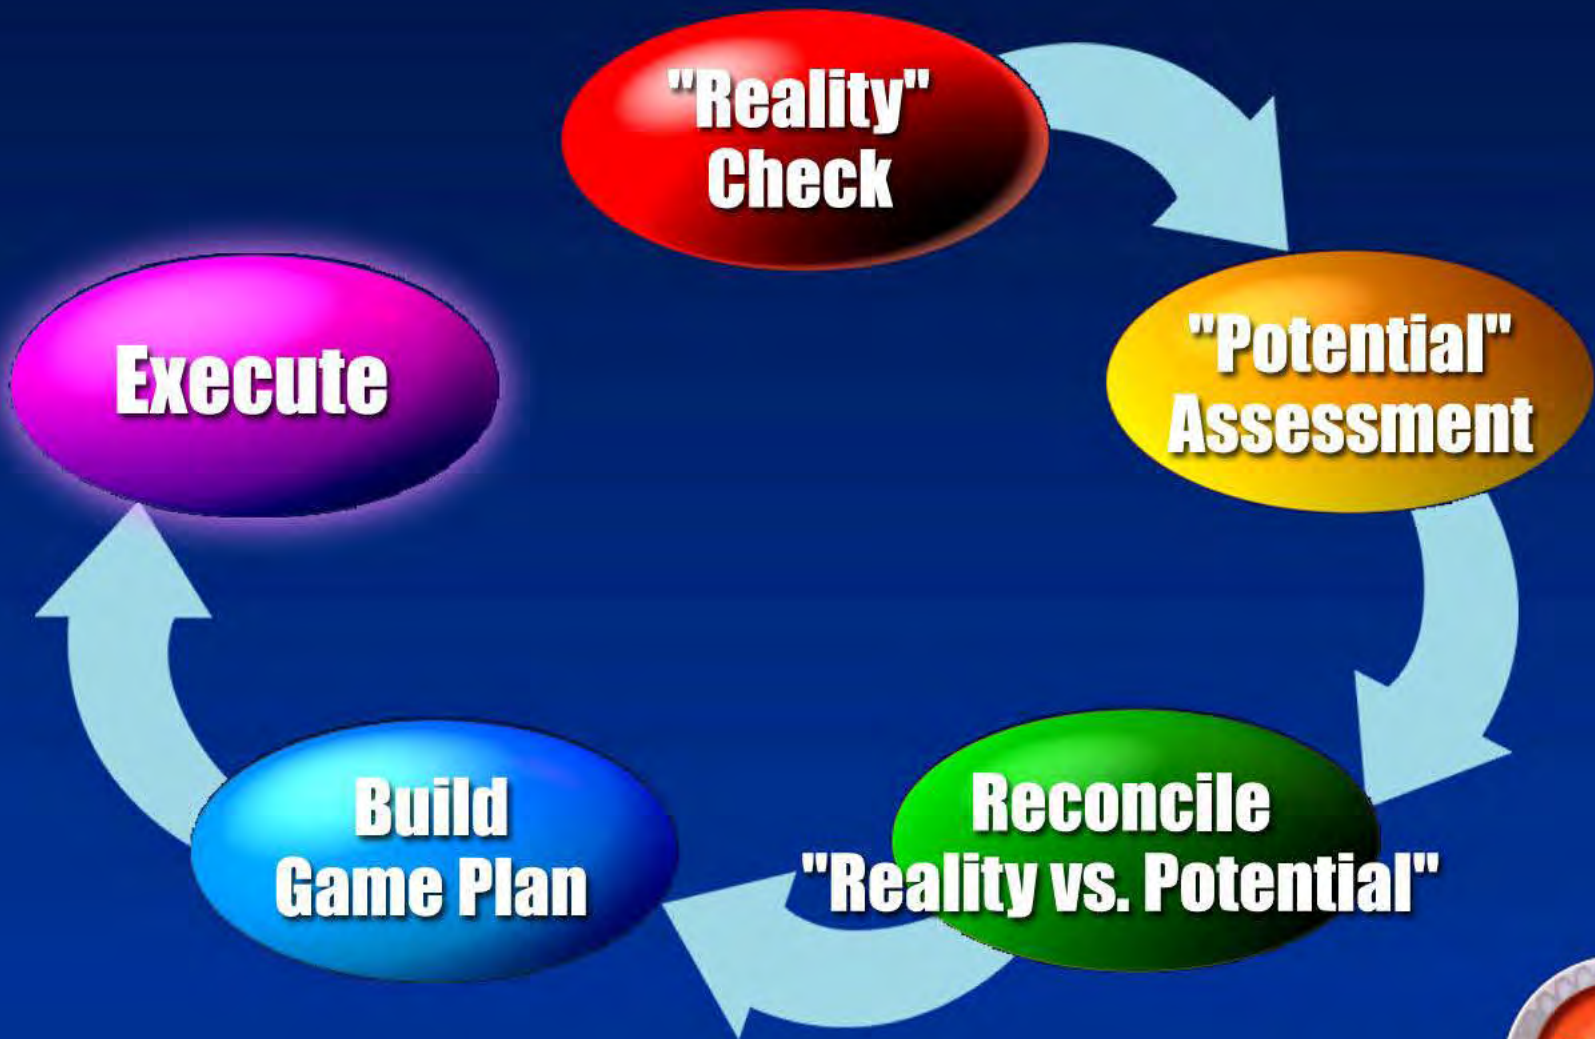 "Reality"
Check
"Potential"
Assessment
Reconcile
"Reality vs. Potential"
Build
Game Plan
Execute